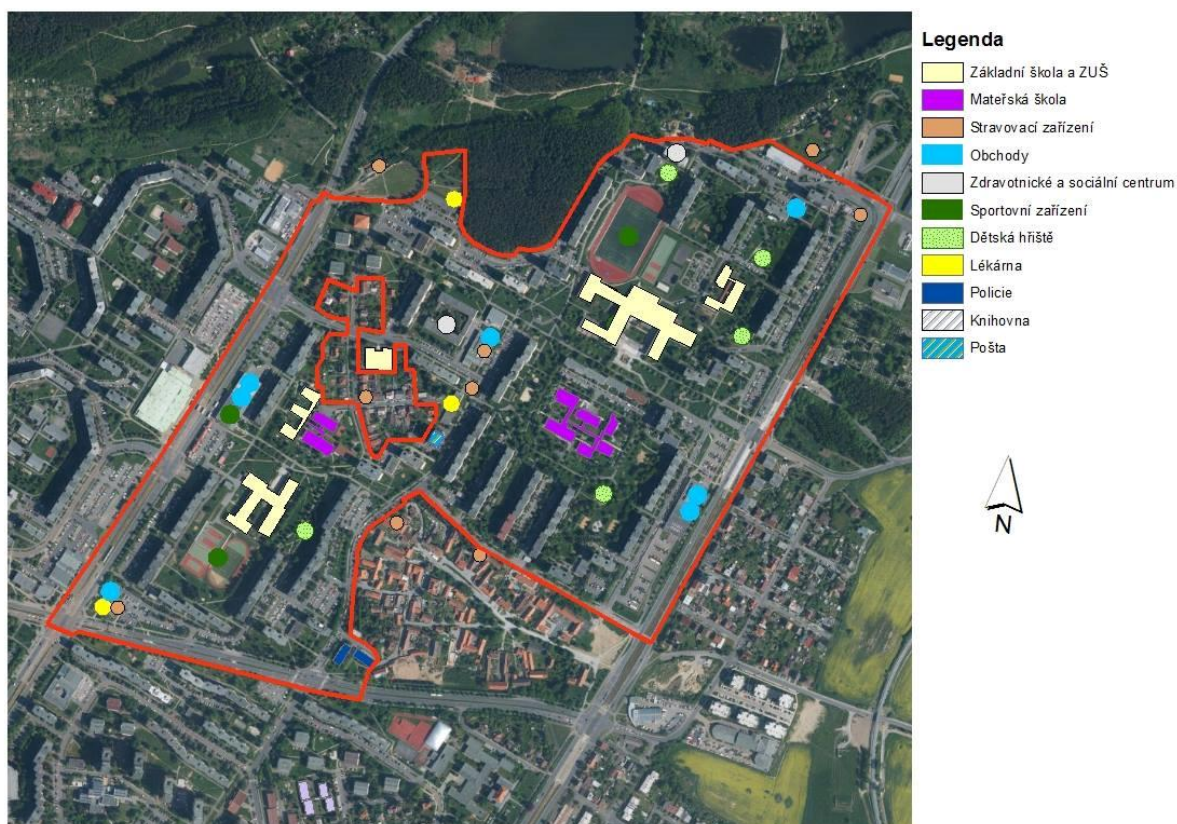 Legenda
Základní škola a ZUŠ
Mateřská škola
Stravovací zařízení
Obchody
Zdravotnické a sociální centrum
Sportovní zařízení
Dětská hřiště
Lékárna
Policie
Knihovna
Pošta
N